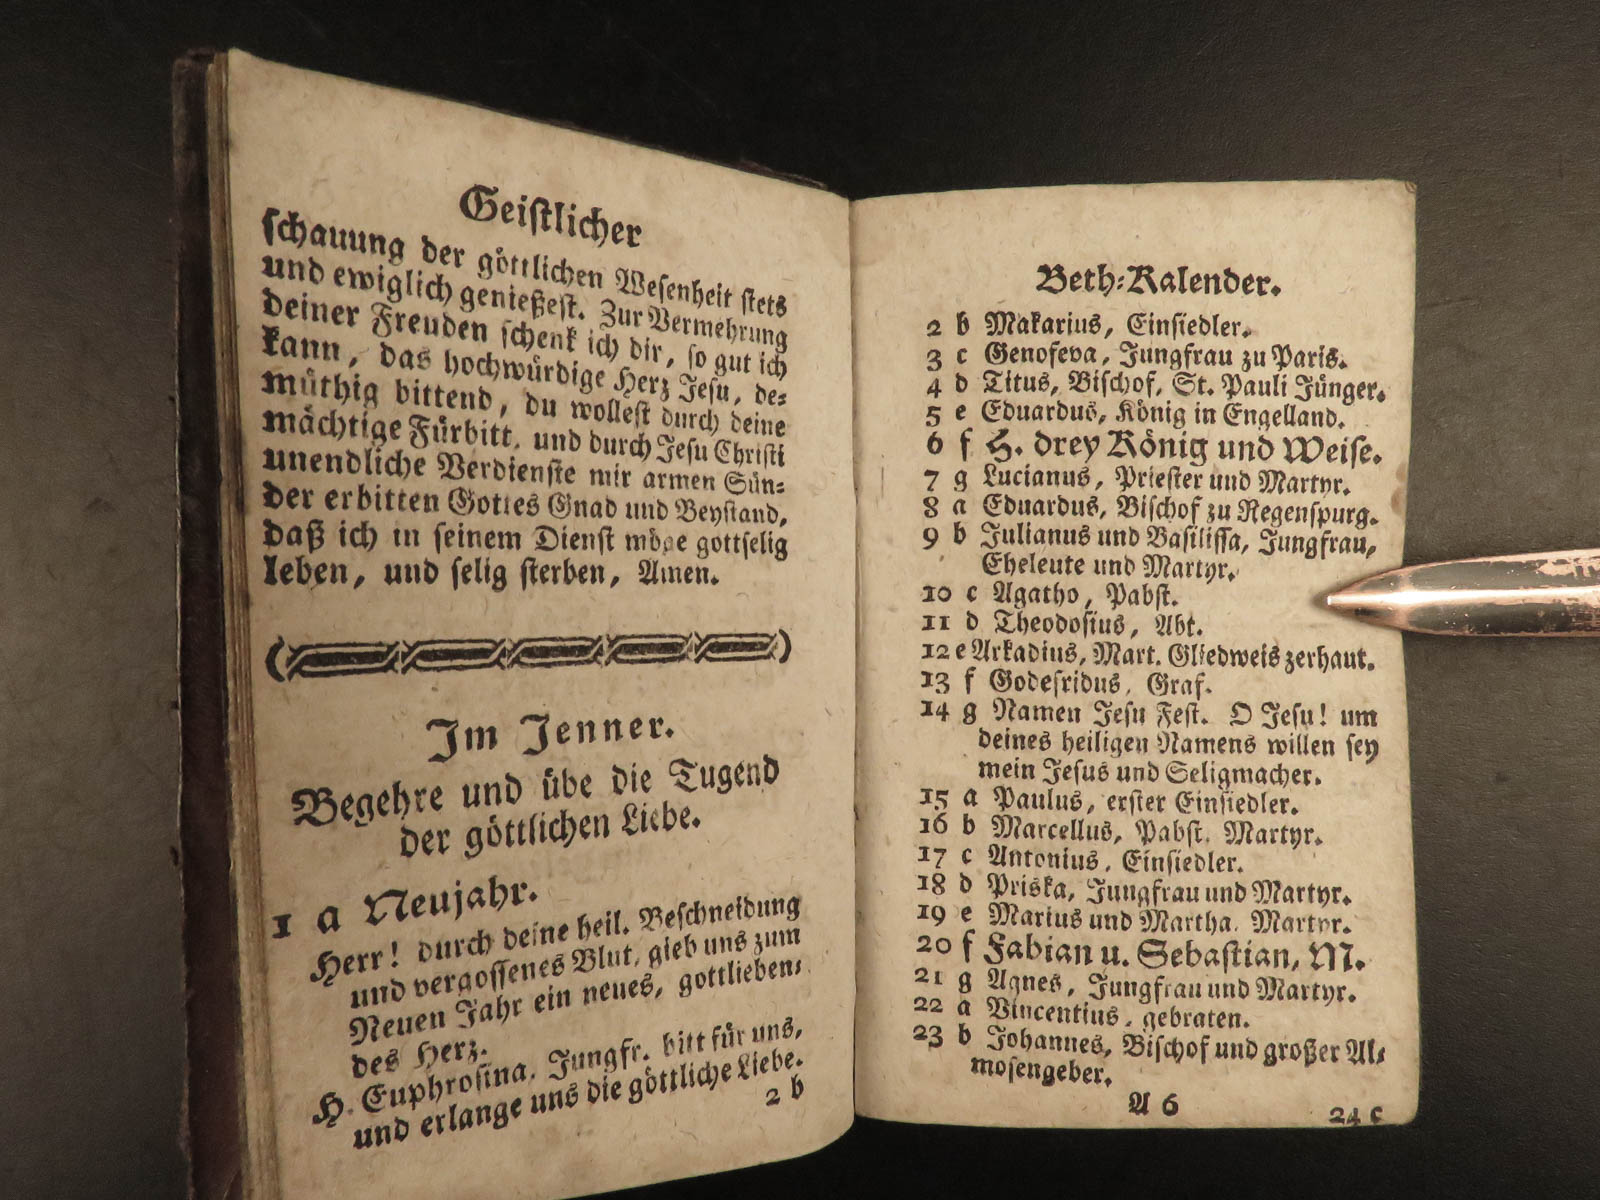 Geistlicher
schauung der göttlichen Wesenheit stets
und ewiglich genießest. Zur Vermehrung
deiner Freuden schenk ich dir, so gut ich
kann, das hochwürdige Herz Jesu, de⸗
müthig bittend, du wollest durch deine
mächtige Fürbitt, und durch Jesu Christi
unendliche Verdienste mir armen Sün⸗
der erbitten Gottes Gnad und Beystand,
daß ich in seinem Dienst möge gottselig
leben, und selig sterben, Amen.
Im Jenner.
Begehre und übe die Tugend
der göttlichen Liebe.
1 a Neujahr.
Herr! durch deine heil. Beschneidung
und vergossenes Blut, gieb uns zum
Neuen Jahr ein neues, gottlieben⸗
des Herz.
H. Euphrosina, Jungfr. bitt für uns,
und erlange uns die göttliche Liebe.
2 b
Beth⸗Kalender.
2 b Makarius, Einsiedler.
3 c Genofeva, Jungfrau zu Paris.
4 d Titus, Bischof, St. Pauli Jünger.
5 e Eduardus, König in Engelland.
6 f H. drey König und Weise.
7 g Lucianus, Priester und Martyr.
8 a Eduardus, Bischof zu Regenspurg.
9 b Julianus und Basilissa, Jungfrau,
Eheleute und Martyr.
10 c Agatho, Pabst.
11 d Theodosius, Abt.
12 e Arkadius, Mart. Gliedweis zerhaut.
13 f Godefridus, Graf.
14 g Namen Jesu Fest. O Jesu! um
deines heiligen Namens willen sey
mein Jesus und Seligmacher.
15 a Paulus, erster Einsiedler.
16 b Marcellus, Pabst, Martyr.
17 c Antonius, Einsiedler.
18 d Priska, Jungfrau und Martyr.
19 e Marius und Martha, Martyr.
20 f Fabian u. Sebastian, M.
21 g Agnes, Jungfrau und Martyr.
22 a Vincentius, gebraten.
23 b Johannes, Bischof und großer Al⸗
mosengeber.
A 6
24 c